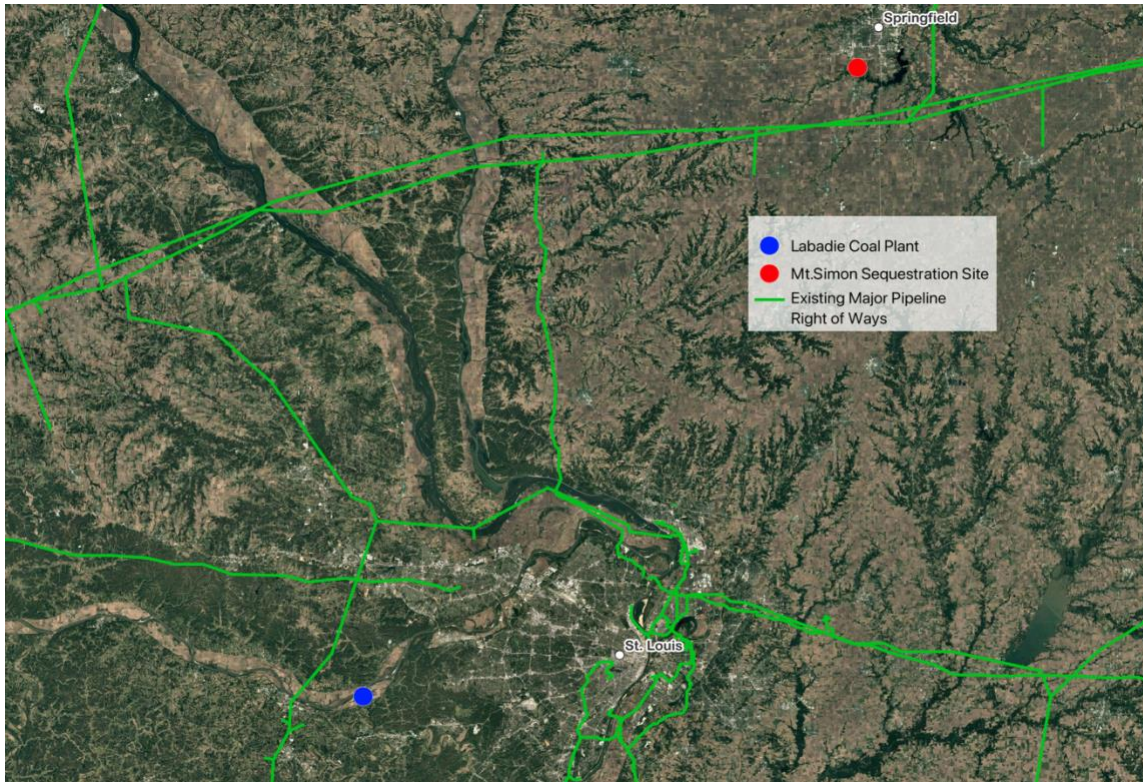 Springfield
Labadie Coal Plant
Mt.Simon Sequestration Site
Existing Major Pipeline
Right of Ways
St. Louis